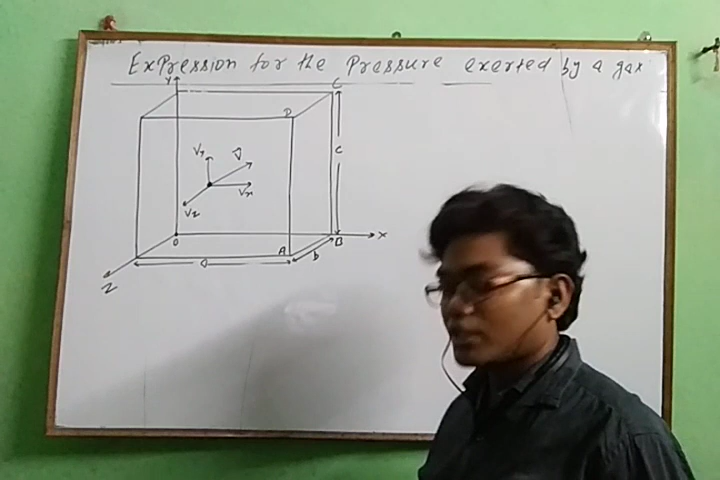 Expression for the Pressure exerted by a gas
Y
C
D
c
Vy
V
Vx
Vz
O
B
X
A
b
a
Z